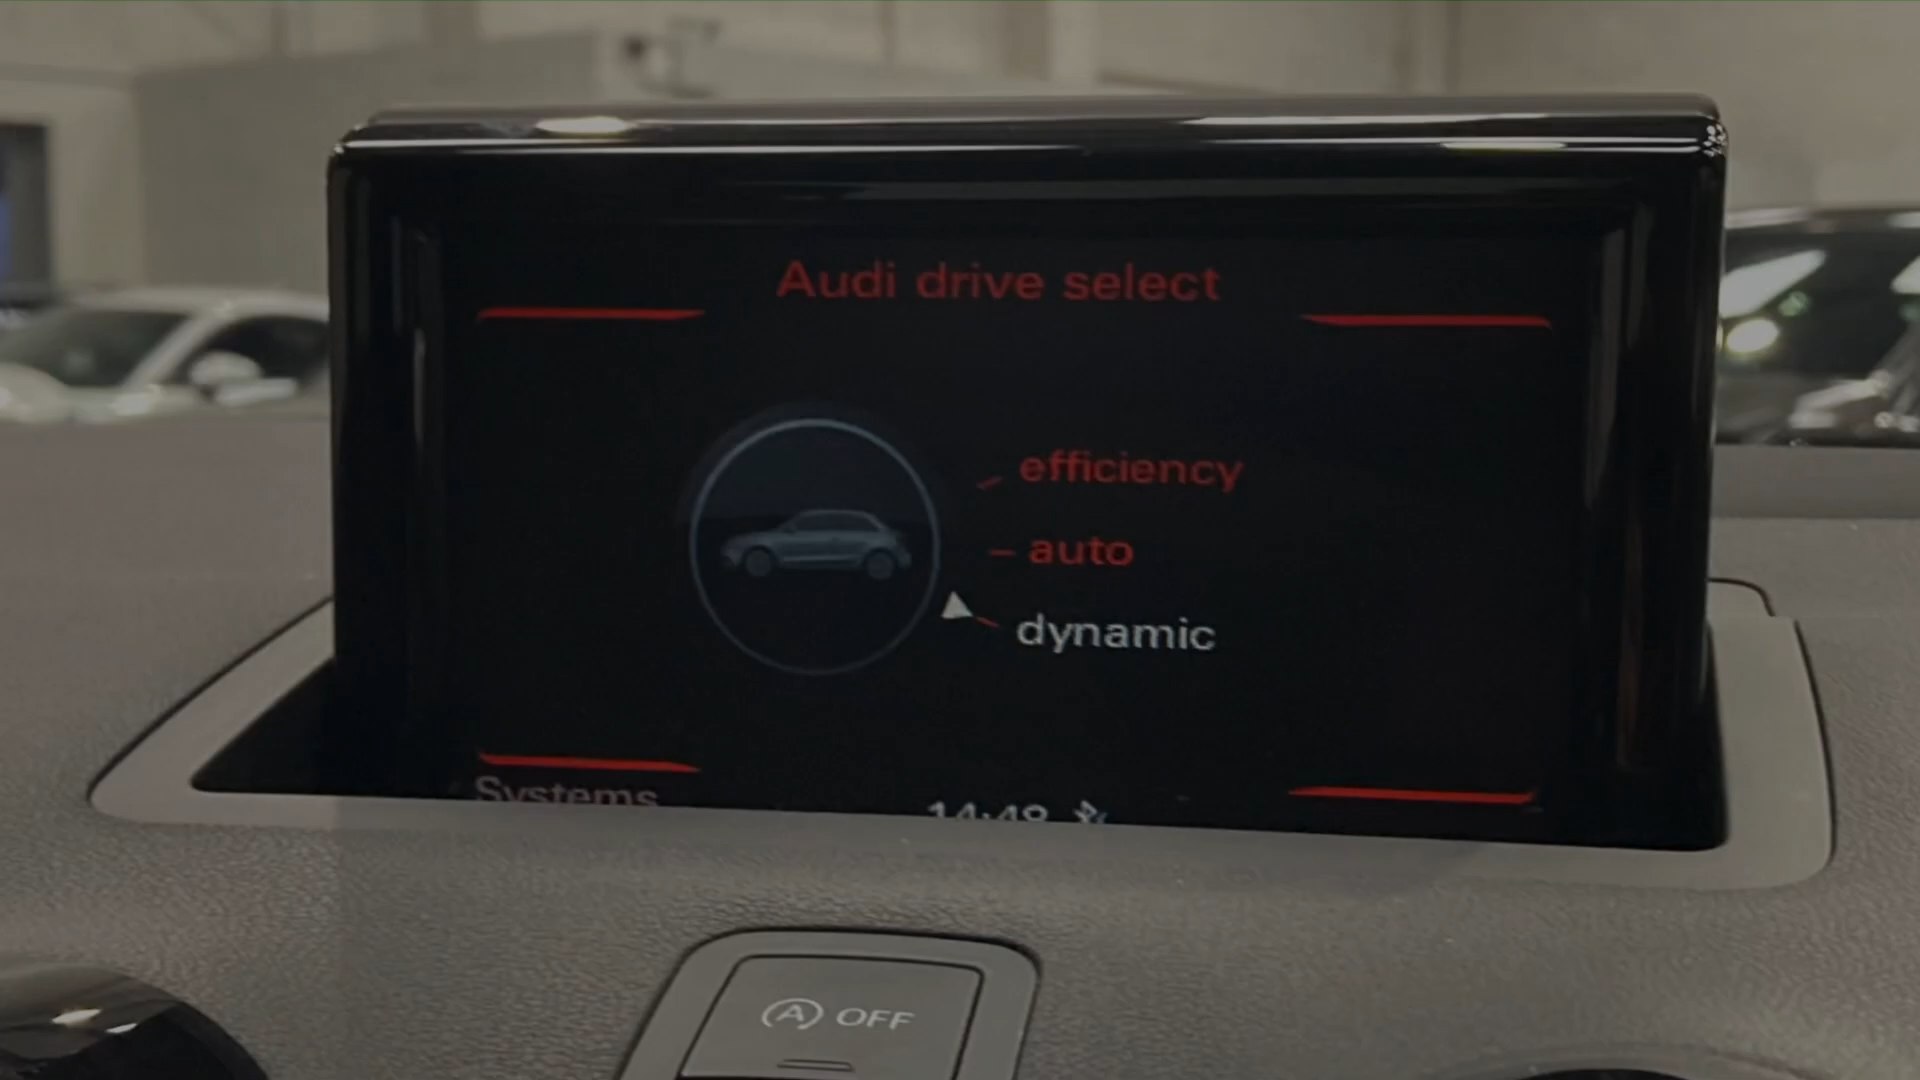 Audi drive select
efficiency
auto
dynamic
Systems
14:48
A OFF